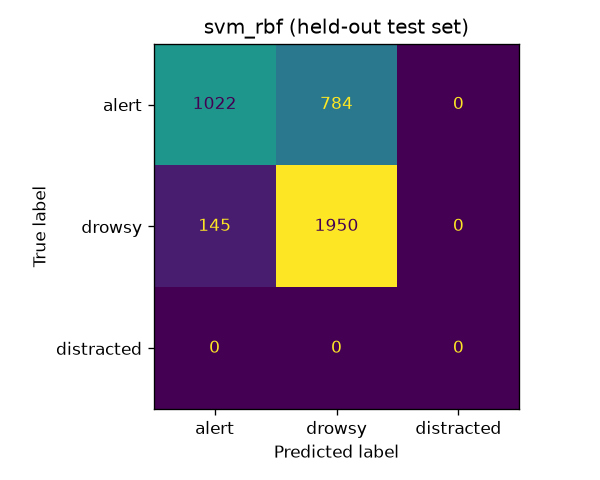 svm_rbf (held-out test set)
True label
alert
1022 784 0
drowsy
145 1950 0
distracted
0 0 0
alert drowsy distracted
Predicted label